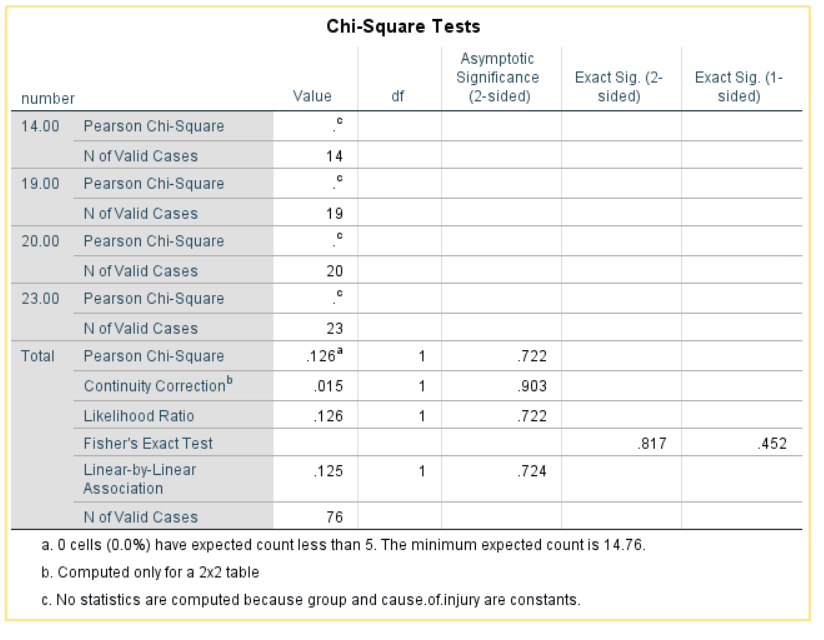 Chi-Square Tests
number Value df Asymptotic Significance (2-sided) Exact Sig. (2-sided) Exact Sig. (1-sided)
14.00 Pearson Chi-Square .c
N of Valid Cases 14
19.00 Pearson Chi-Square .c
N of Valid Cases 19
20.00 Pearson Chi-Square .c
N of Valid Cases 20
23.00 Pearson Chi-Square .c
N of Valid Cases 23
Total Pearson Chi-Square .126a 1 .722
Continuity Correctionb .015 1 .903
Likelihood Ratio .126 1 .722
Fisher's Exact Test .817 .452
Linear-by-Linear Association .125 1 .724
N of Valid Cases 76
a. 0 cells (0.0%) have expected count less than 5. The minimum expected count is 14.76.
b. Computed only for a 2x2 table
c. No statistics are computed because group and cause.of.injury are constants.